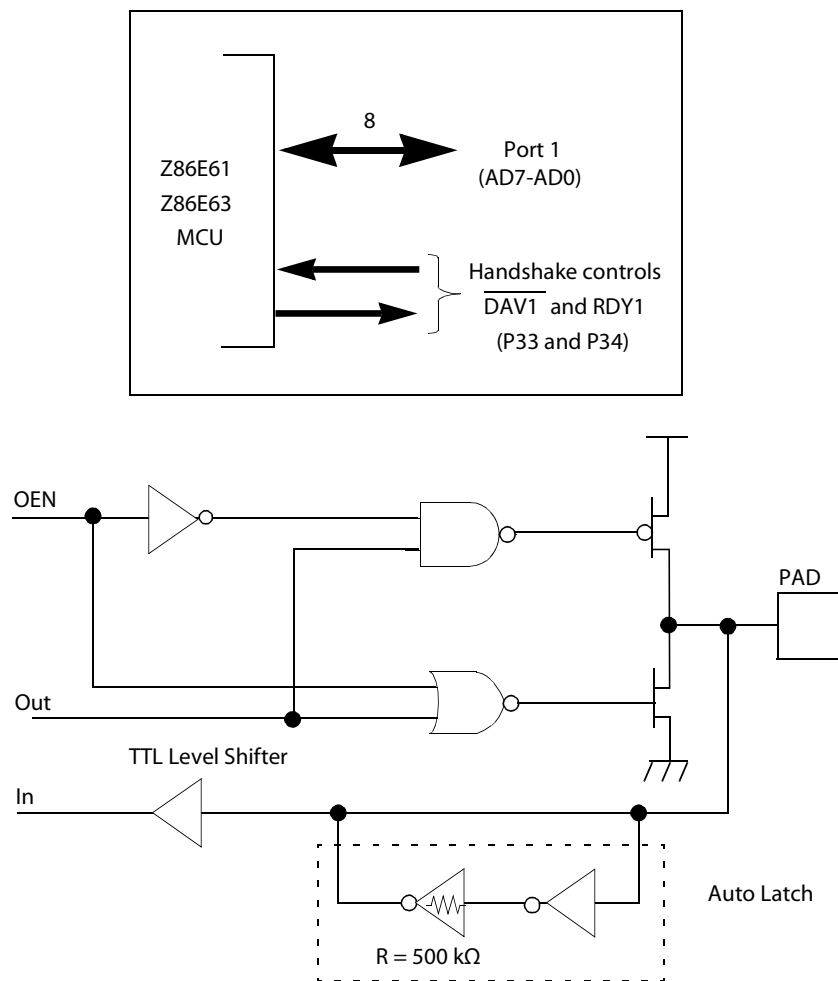 8
Port 1
(AD7-AD0)
Z86E61
Z86E63
MCU
Handshake controls
DAV1 and RDY1
(P33 and P34)
OEN
PAD
Out
TTL Level Shifter
In
Auto Latch
R = 500 kΩ